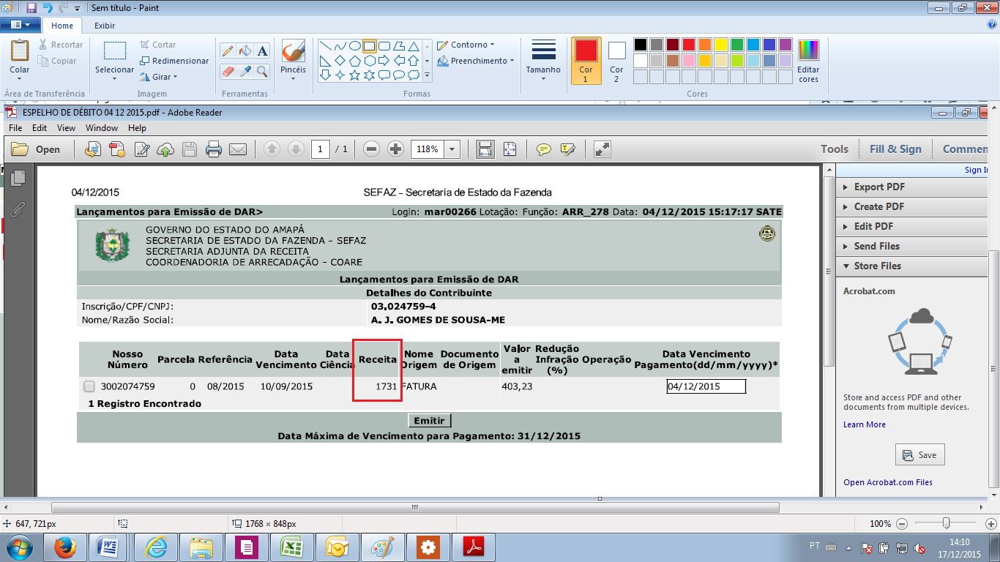 Sem título - Paint
Home Exibir
Colar
Recortar
Copiar
Área de Transferência
Selecionar
Cortar
Redimensionar
Girar
Imagem
A
Ferramentas
Pincéis
Contorno
Preenchimento
Formas
Tamanho
Cor 1
Cor 2
Editar cores
Cores
ESPELHO DE DÉBITO 04 12 2015.pdf - Adobe Reader
File Edit View Window Help
Open 1 / 1 118% Tools Fill & Sign Commen
Sign In
04/12/2015 SEFAZ - Secretaria de Estado da Fazenda
Lançamentos para Emissão de DAR> Login: mar00266 Lotação: Função: ARR_278 Data: 04/12/2015 15:17:17 SATE
GOVERNO DO ESTADO DO AMAPÁ
SECRETARIA DE ESTADO DA FAZENDA - SEFAZ
SECRETARIA ADJUNTA DA RECEITA
COORDENADORIA DE ARRECADAÇÃO - COARE
Lançamentos para Emissão de DAR
Detalhes do Contribuinte
Inscrição/CPF/CNPJ: 03.024759-4
Nome/Razão Social: A. J. GOMES DE SOUSA-ME
Nosso Número Parcela Referência Data Vencimento Data Ciência Receita Nome Origem Documento de Origem Valor a emitir Redução Infração (%) Operação Data Vencimento Pagamento(dd/mm/yyyy)*
3002074759 0 08/2015 10/09/2015 1731 FATURA 403,23 04/12/2015
1 Registro Encontrado
Emitir
Data Máxima de Vencimento para Pagamento: 31/12/2015
Export PDF
Create PDF
Edit PDF
Send Files
Store Files
Acrobat.com
Store and access PDF and other
documents from multiple devices.
Learn More
Save
Open Acrobat.com Files
647, 721px 1768 × 848px 100%
PT 14:10
17/12/2015